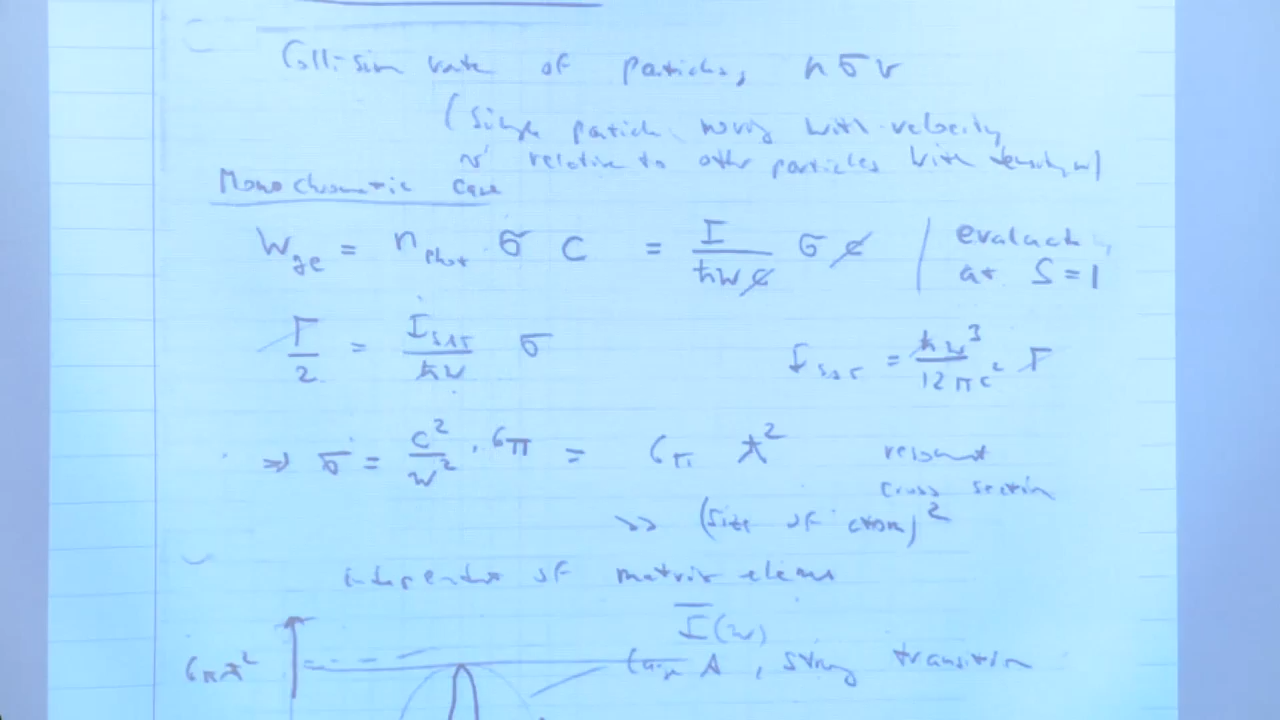 Collision rate of particles, n σ v
(Single particle moving with velocity
v relative to other particles with density n)
Monochromatic case
W_ge = n_phot σ C = I / ħω c σ c | evaluate at S = 1
Γ / 2 = I_SAT / ħω σ I_SAT = ħω³ / 12πc² Γ
⇒ σ = c² / ω² · 6π = 6π ƛ² resonant
cross section
>> (size of atom)²
independent of matrix element
I(ω)
6πƛ² large Λ, strong transition